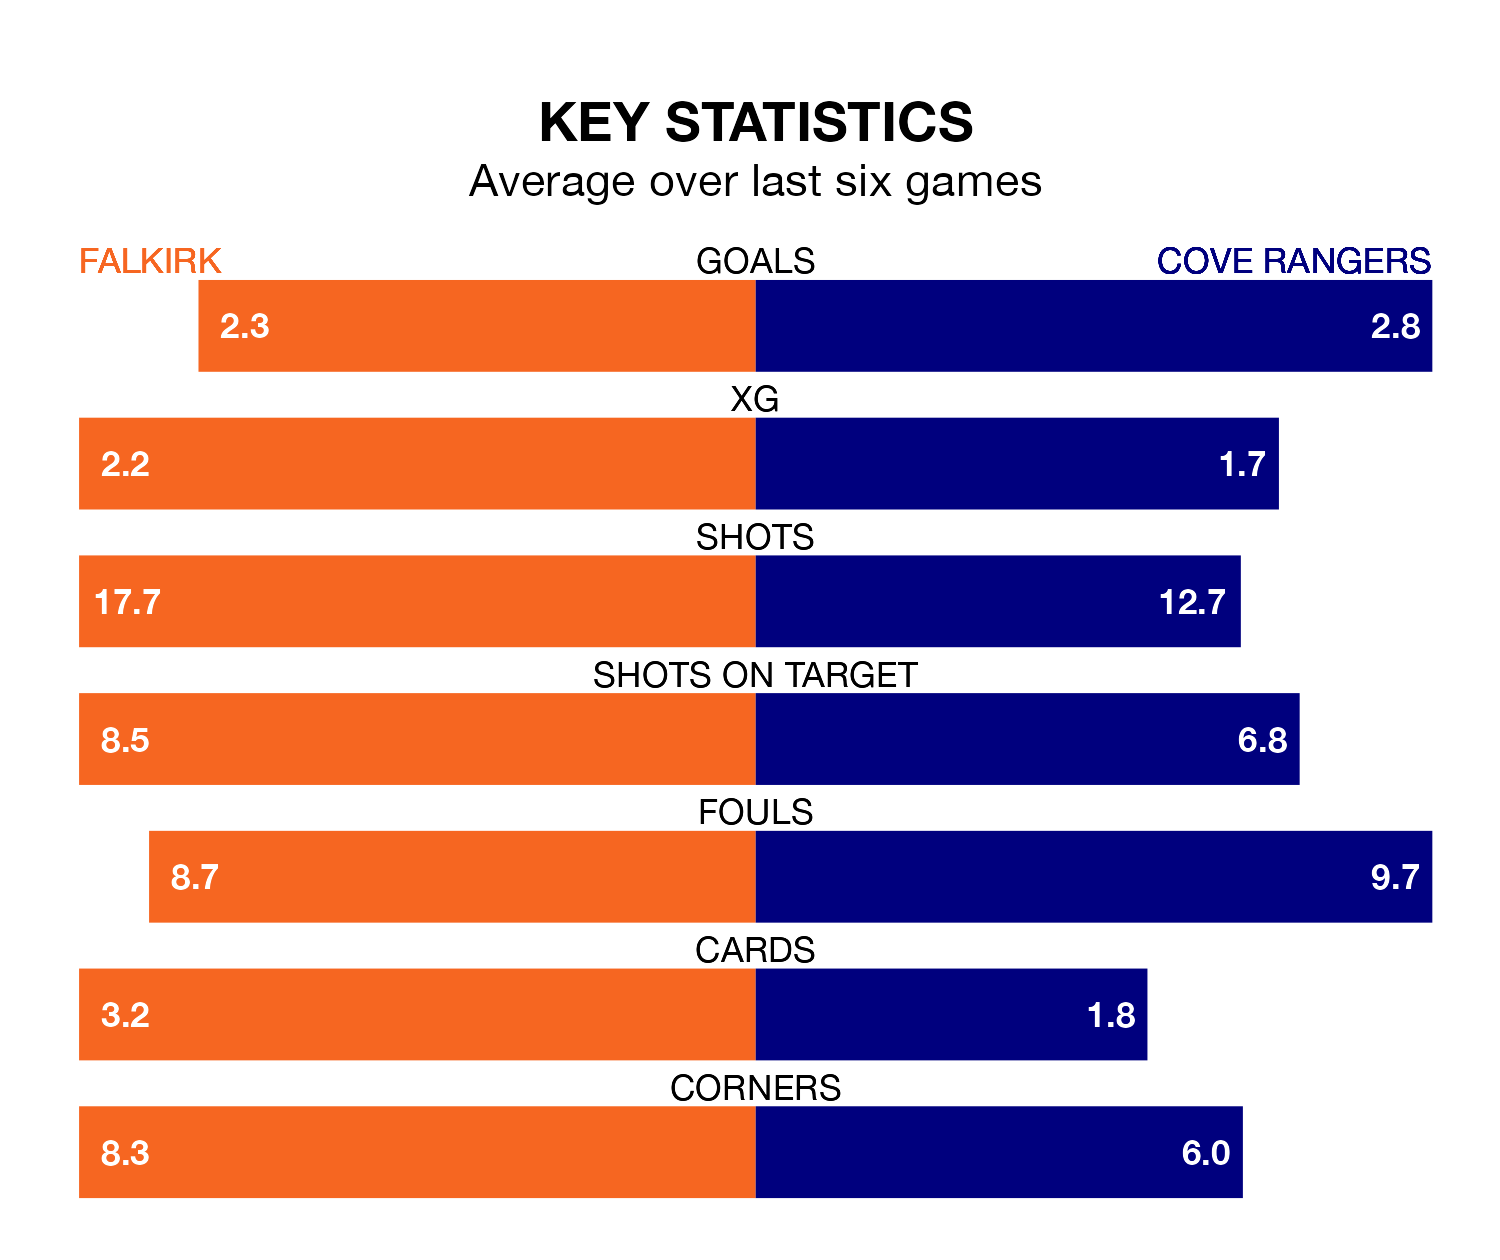 KEY STATISTICS
Average over last six games
FALKIRK GOALS COVE RANGERS
2.3 2.8
XG
2.2 1.7
SHOTS
17.7 12.7
SHOTS ON TARGET
8.5 6.8
FOULS
8.7 9.7
CARDS
3.2 1.8
CORNERS
8.3 6.0